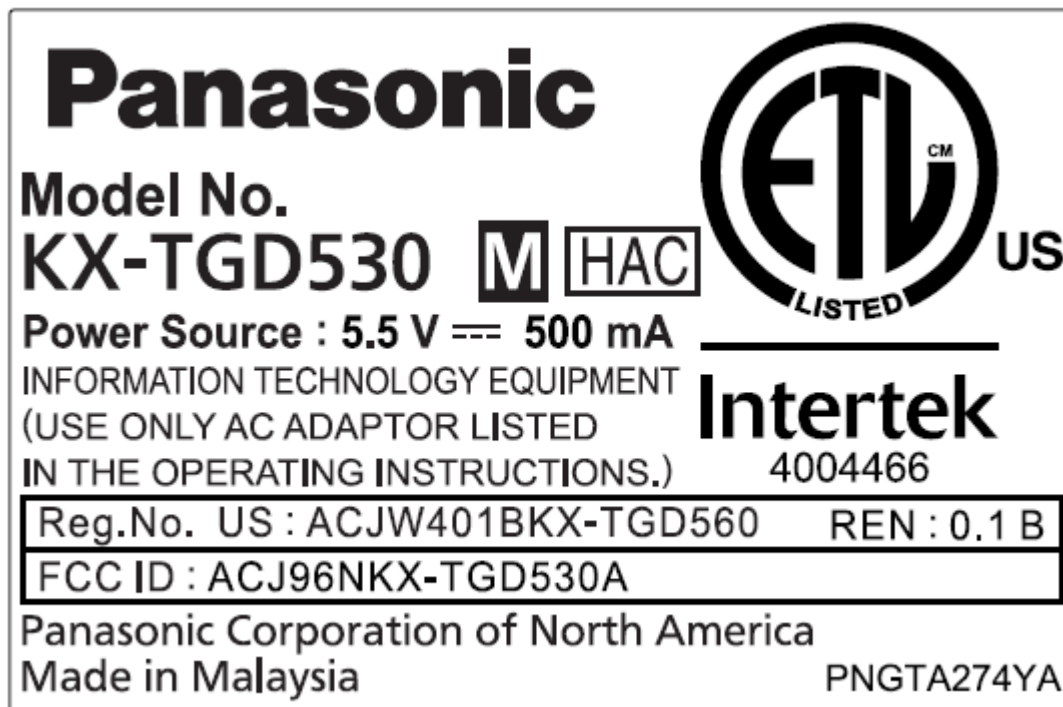 Panasonic
ETL CM
US
LISTED
Model No.
KX-TGD530 M HAC
Power Source : 5.5 V ⎓ 500 mA
INFORMATION TECHNOLOGY EQUIPMENT
(USE ONLY AC ADAPTOR LISTED
IN THE OPERATING INSTRUCTIONS.)
Intertek
4004466
Reg.No. US : ACJW401BKX-TGD560 REN : 0.1 B
FCC ID : ACJ96NKX-TGD530A
Panasonic Corporation of North America
Made in Malaysia PNGTA274YA